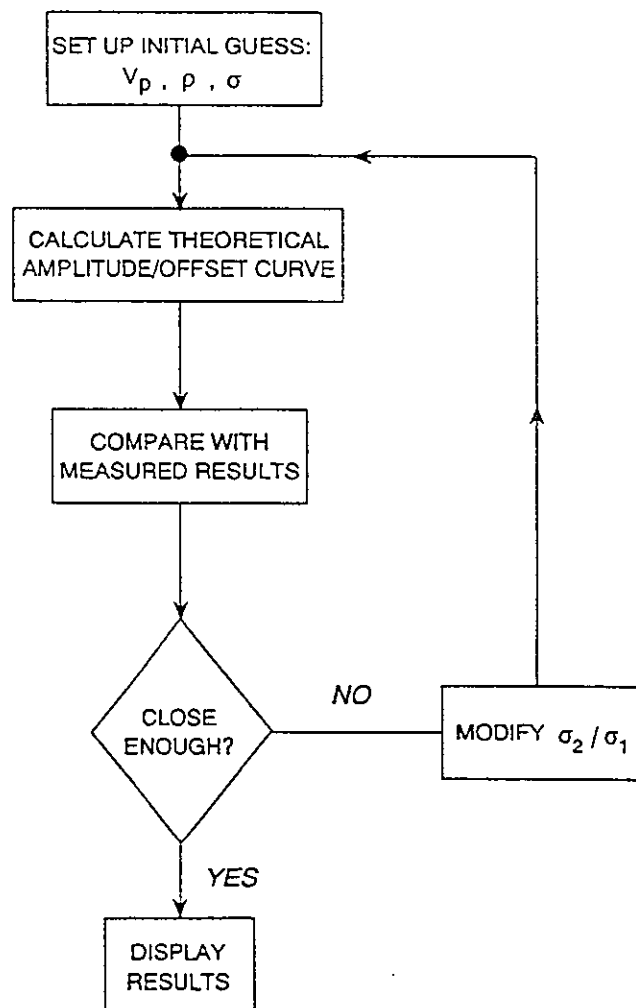 SET UP INITIAL GUESS:
Vp , ρ , σ
CALCULATE THEORETICAL
AMPLITUDE/OFFSET CURVE
COMPARE WITH
MEASURED RESULTS
CLOSE
ENOUGH?
NO
MODIFY σ2 / σ1
YES
DISPLAY
RESULTS